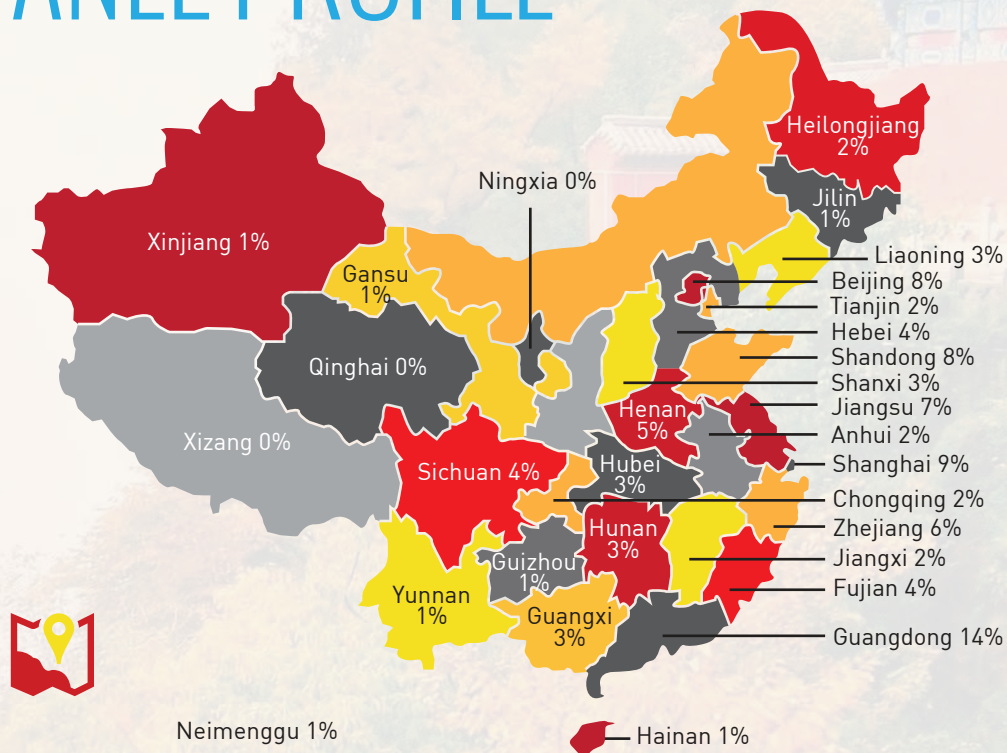 ANEL PROFILE
Heilongjiang
2%
Ningxia 0%
Jilin
1%
Xinjiang 1%
Gansu
1%
Liaoning 3%
Beijing 8%
Tianjin 2%
Hebei 4%
Qinghai 0%
Shandong 8%
Shanxi 3%
Henan
5%
Jiangsu 7%
Xizang 0%
Anhui 2%
Sichuan 4%
Hubei
3%
Shanghai 9%
Chongqing 2%
Hunan
3%
Zhejiang 6%
Guizhou
1%
Jiangxi 2%
Yunnan
1%
Fujian 4%
Guangxi
3%
Guangdong 14%
Neimenggu 1%
Hainan 1%